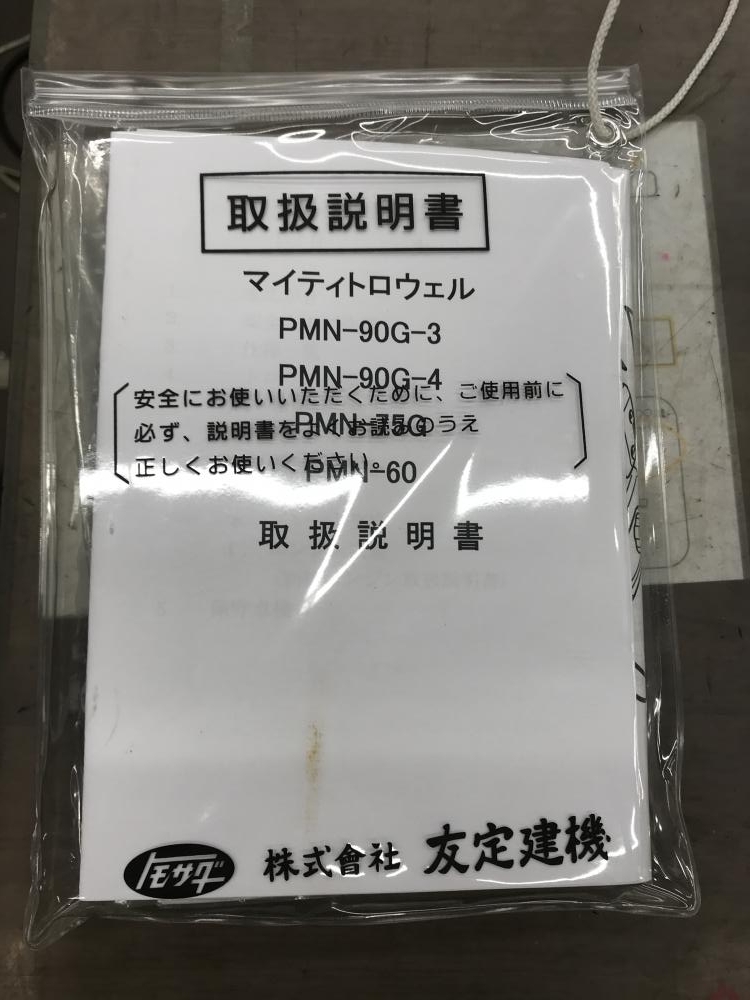 取扱説明書
マイティトロウェル
PMN-90G-3
PMN-90G-4
安全にお使いいただくために、ご使用前に
PMN-75G
必ず、説明書をよくお読みのうえ
正しくお使いください。
PMN-60
取扱説明書
トモサダ
株式會社 友定建機